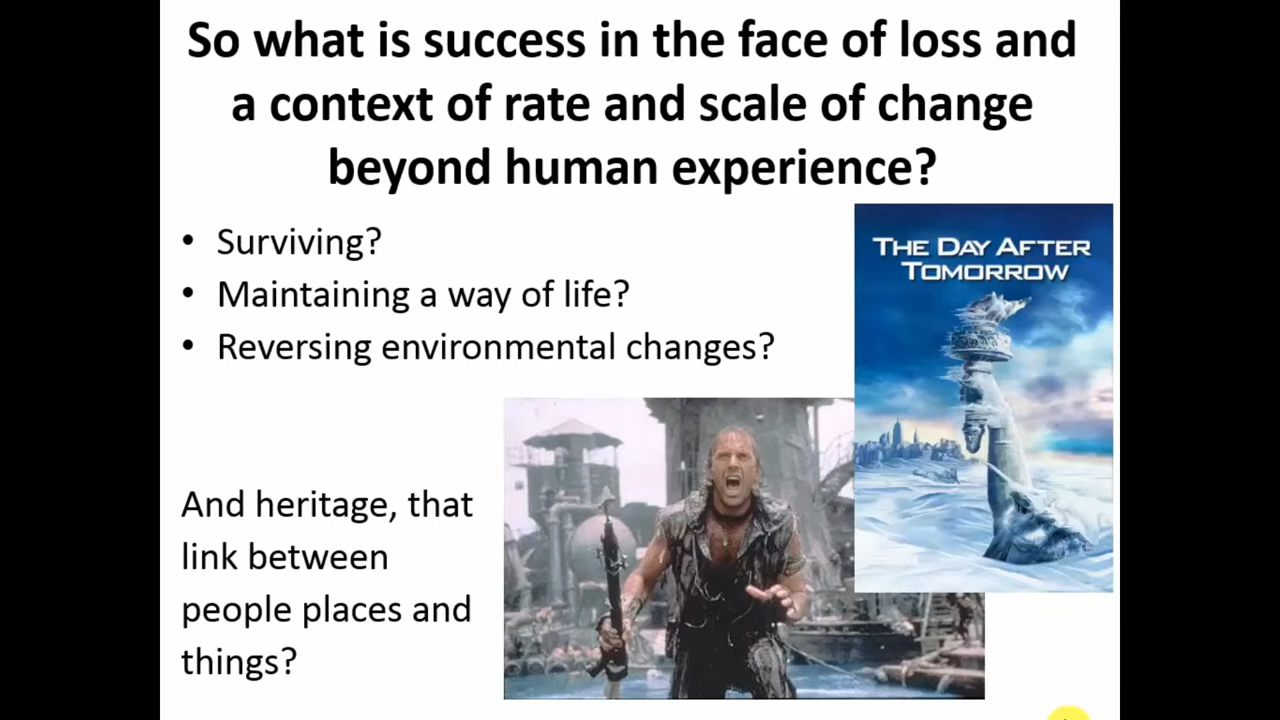 So what is success in the face of loss and
a context of rate and scale of change
beyond human experience?
• Surviving?
• Maintaining a way of life?
• Reversing environmental changes?
THE DAY AFTER
TOMORROW
And heritage, that
link between
people places and
things?